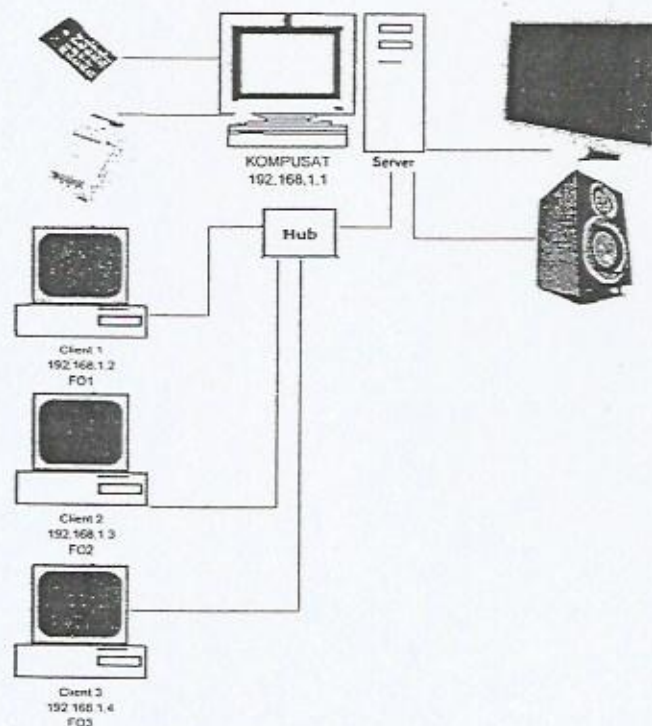 KOMPUSAT
192.168.1.1
Server
Hub
Client 1
192.168.1.2
FO1
Client 2
192.168.1.3
FO2
Client 3
192.168.1.4
FO3